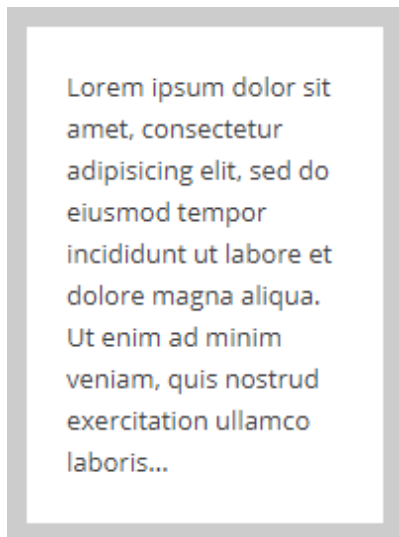 Lorem ipsum dolor sit
amet, consectetur
adipisicing elit, sed do
eiusmod tempor
incididunt ut labore et
dolore magna aliqua.
Ut enim ad minim
veniam, quis nostrud
exercitation ullamco
laboris...